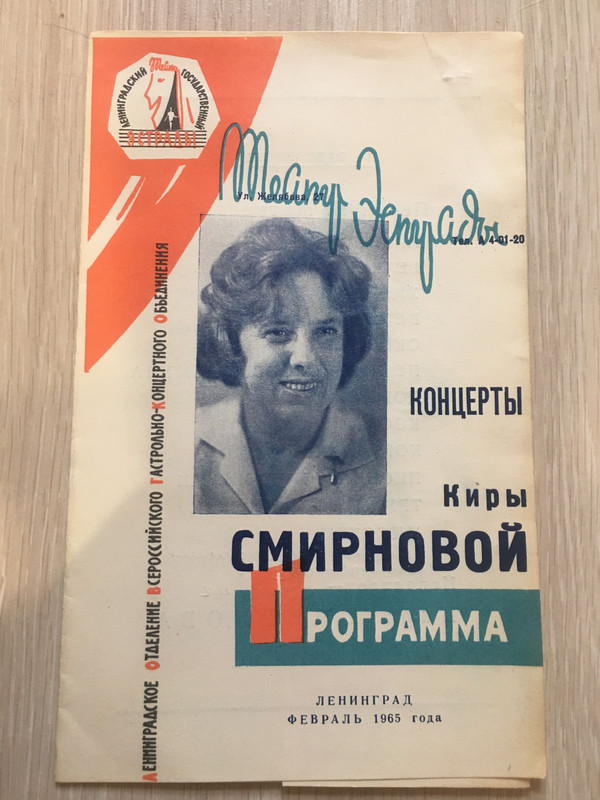 ЛЕНИНГРАДСКИЙ ГОСУДАРСТВЕННЫЙ
Театр
ЭСТРАДЫ
Театр Эстрады
Ул. Желябова, 27
Тел. А 4-01-20
ЛЕНИНГРАДСКОЕ ОТДЕЛЕНИЕ ВСЕРОССИЙСКОГО ГАСТРОЛЬНО-КОНЦЕРТНОГО ОБЪЕДИНЕНИЯ
КОНЦЕРТЫ
Киры
СМИРНОВОЙ
ПРОГРАММА
ЛЕНИНГРАД
ФЕВРАЛЬ 1965 года